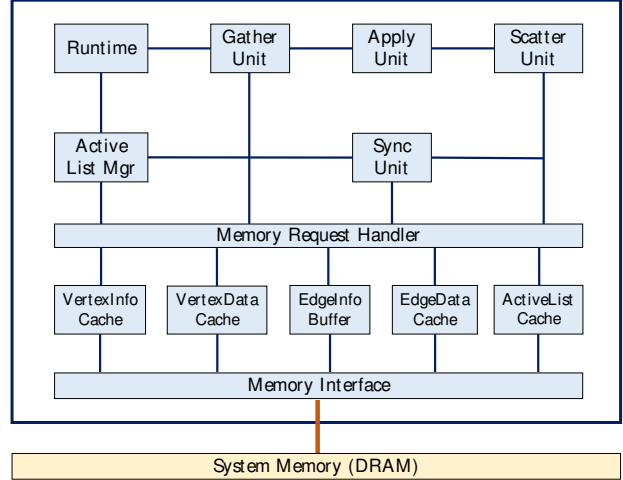 Runtime
Gather
Unit
Apply
Unit
Scatter
Unit
Active
List Mgr
Sync
Unit
Memory Request Handler
VertexInfo
Cache
VertexData
Cache
EdgeInfo
Buffer
EdgeData
Cache
ActiveList
Cache
Memory Interface
System Memory (DRAM)